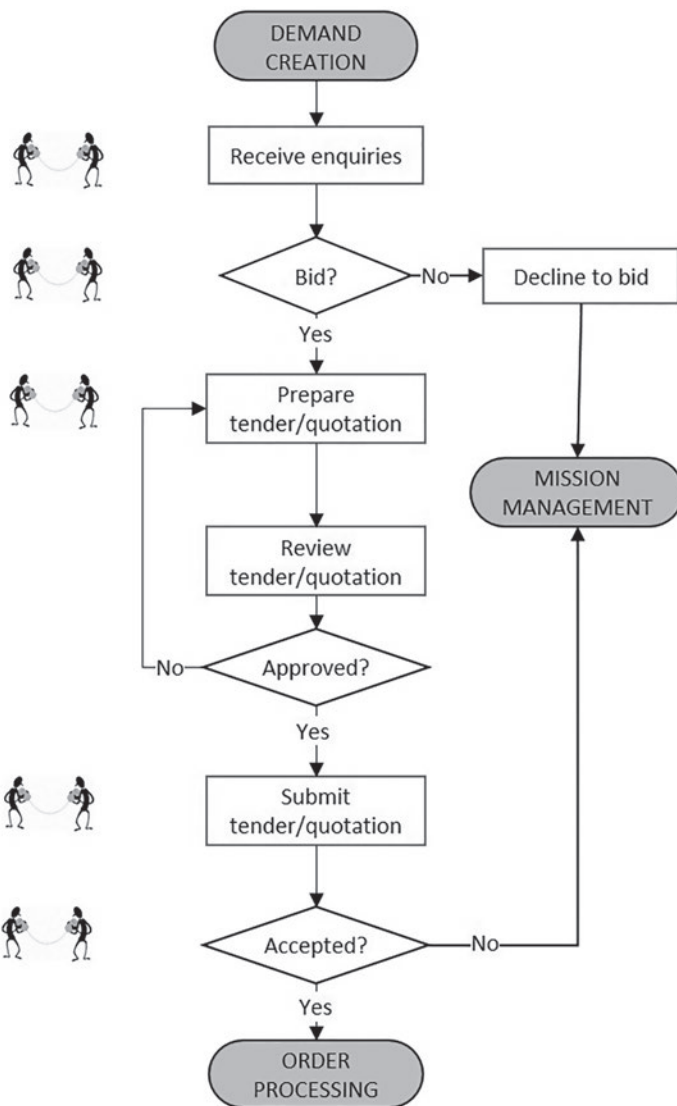 DEMAND
CREATION
Receive enquiries
Bid?
No
Decline to bid
Yes
Prepare
tender/quotation
MISSION
MANAGEMENT
Review
tender/quotation
No
Approved?
Yes
Submit
tender/quotation
Accepted?
No
Yes
ORDER
PROCESSING